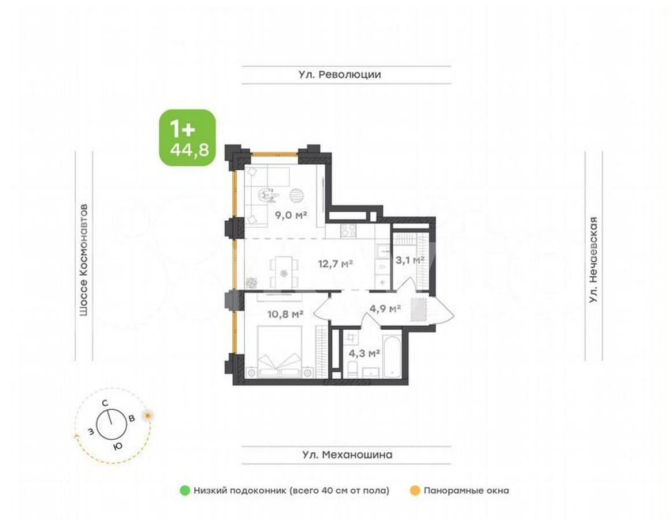 Ул. Революции
1+
44,8
Шоссе Космонавтов
Ул. Нечаевская
9,0 м²
12,7 м²
3,1 м²
10,8 м²
4,9 м²
4,3 м²
С
В
З
Ю
Ул. Механошина
Низкий подоконник (всего 40 см от пола)
Панорамные окна